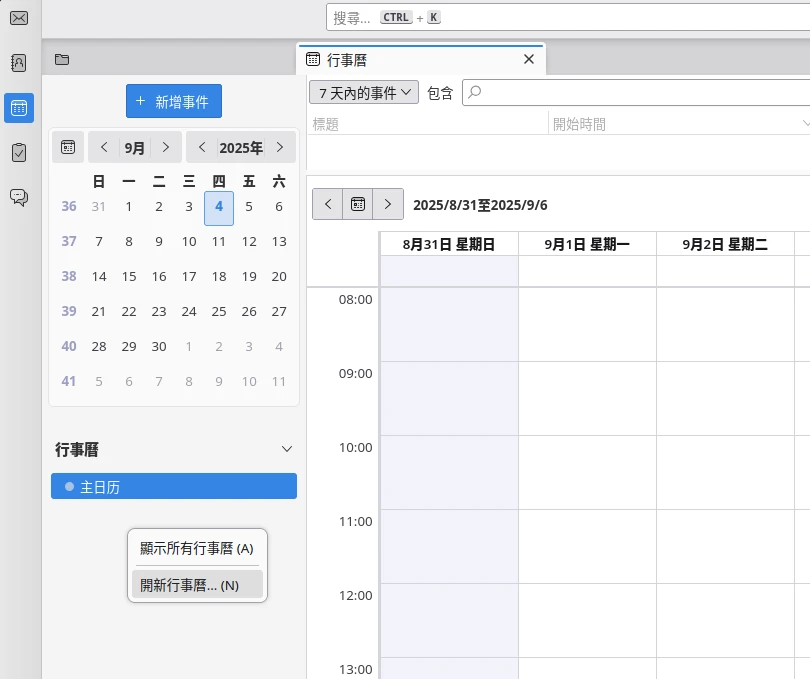 搜尋... CTRL + K
行事曆
新增事件
7 天內的事件 包含
標題 開始時間
9月 2025年
日 一 二 三 四 五 六
36 31 1 2 3 4 5 6
37 7 8 9 10 11 12 13
38 14 15 16 17 18 19 20
39 21 22 23 24 25 26 27
40 28 29 30 1 2 3 4
41 5 6 7 8 9 10 11
行事曆
主日历
顯示所有行事曆 (A)
開新行事曆... (N)
2025/8/31至2025/9/6
8月31日 星期日 9月1日 星期一 9月2日 星期二
08:00
09:00
10:00
11:00
12:00
13:00